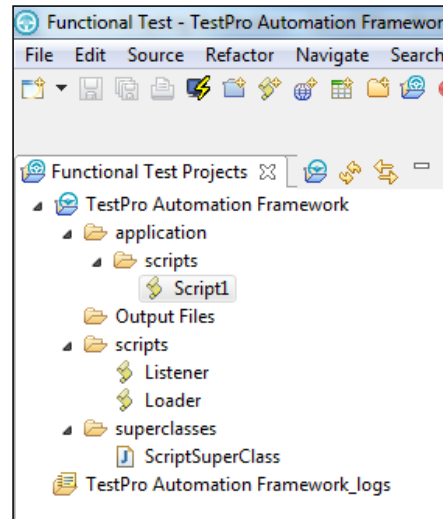 Functional Test - TestPro Automation Framewor
File Edit Source Refactor Navigate Search
Functional Test Projects
TestPro Automation Framework
application
scripts
Script1
Output Files
scripts
Listener
Loader
superclasses
ScriptSuperClass
TestPro Automation Framework_logs